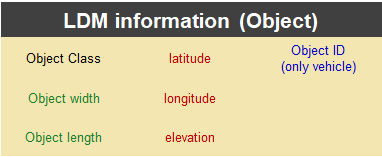 LDM information (Object)
Object Class
latitude
Object ID
(only vehicle)
Object width
longitude
Object length
elevation